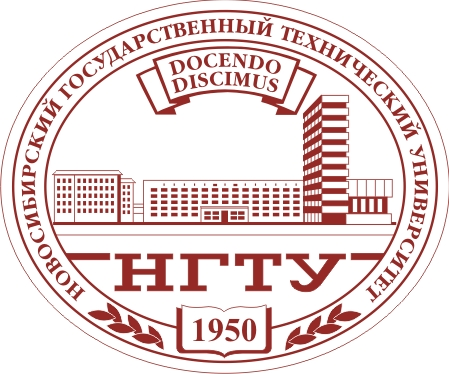 НОВОСИБИРСКИЙ ГОСУДАРСТВЕННЫЙ ТЕХНИЧЕСКИЙ УНИВЕРСИТЕТ
DOCENDO
DISCIMUS
НГТУ
1950